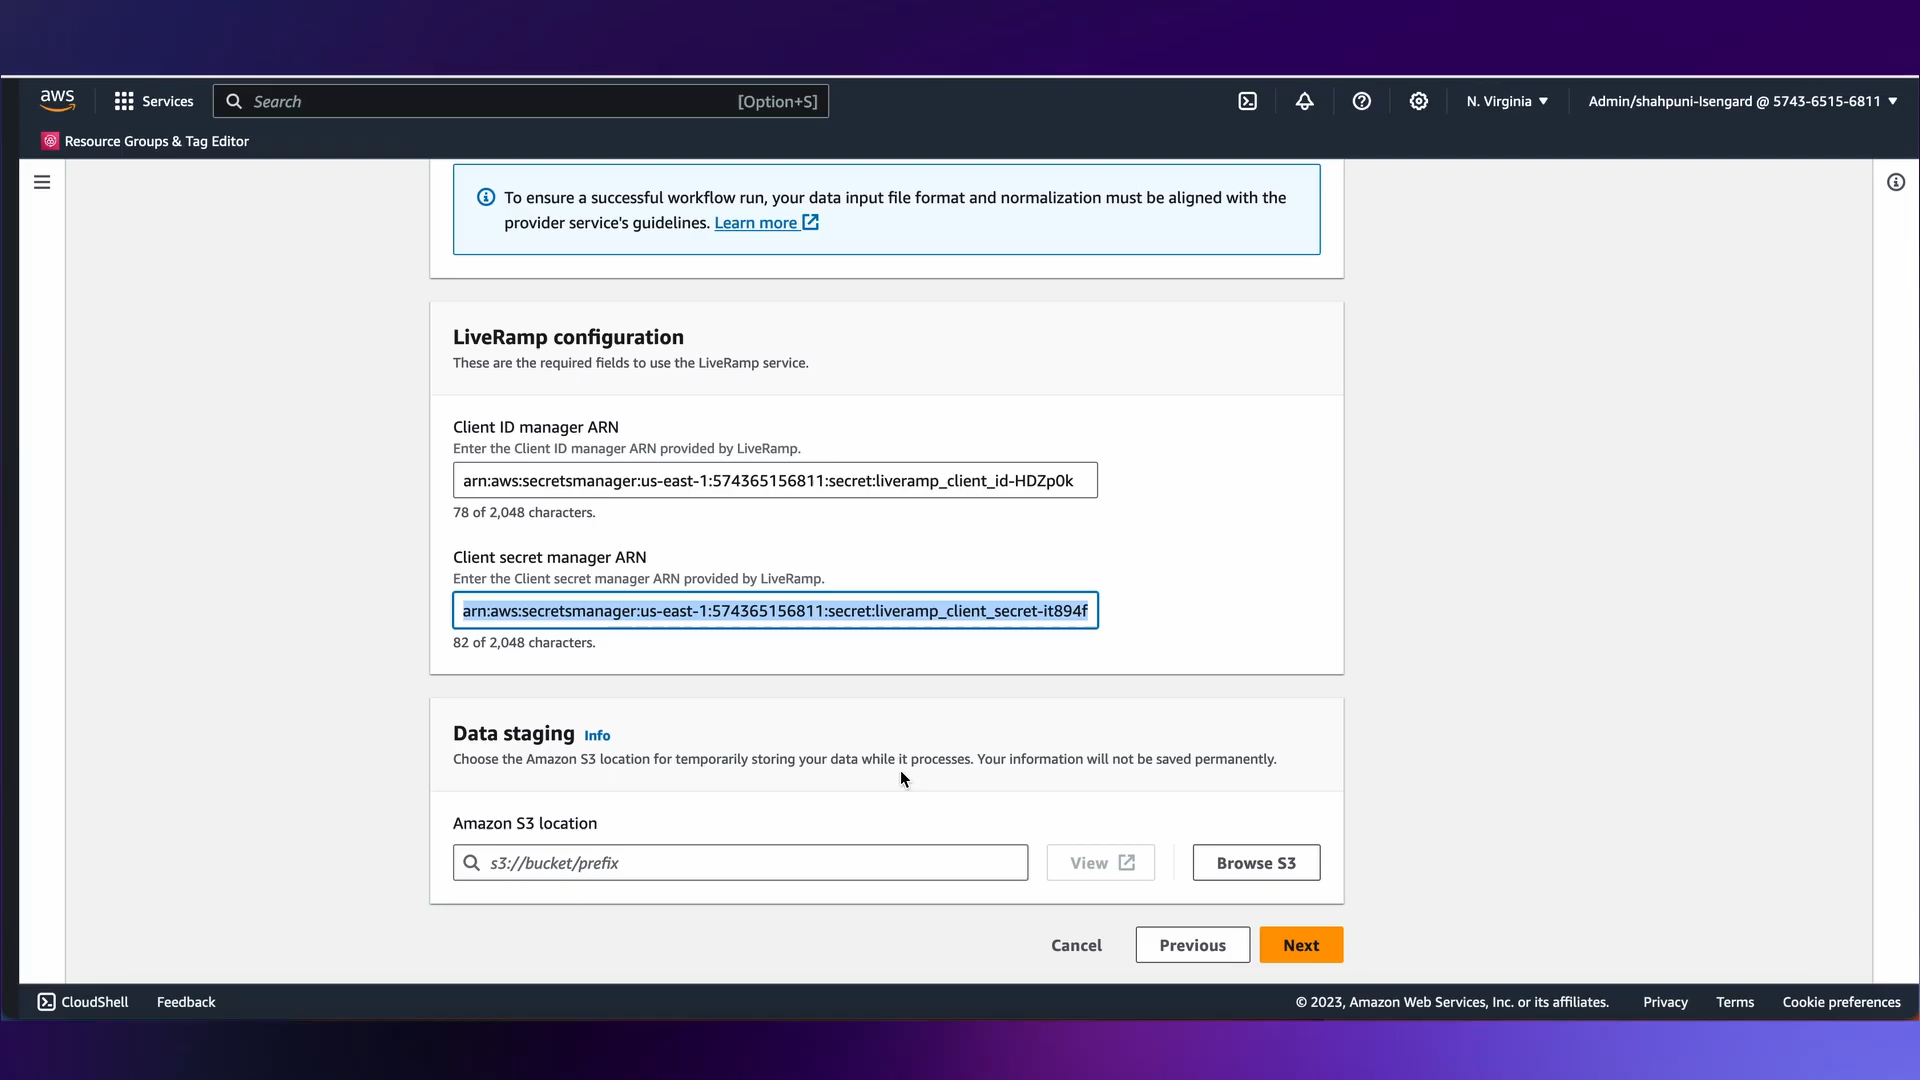 aws
Services
Search
[Option+S]
N. Virginia
Admin/shahpuni-Isengard @ 5743-6515-6811
Resource Groups & Tag Editor
To ensure a successful workflow run, your data input file format and normalization must be aligned with the
provider service's guidelines. Learn more
LiveRamp configuration
These are the required fields to use the LiveRamp service.
Client ID manager ARN
Enter the Client ID manager ARN provided by LiveRamp.
arn:aws:secretsmanager:us-east-1:574365156811:secret:liveramp_client_id-HDZp0k
78 of 2,048 characters.
Client secret manager ARN
Enter the Client secret manager ARN provided by LiveRamp.
arn:aws:secretsmanager:us-east-1:574365156811:secret:liveramp_client_secret-it894f
82 of 2,048 characters.
Data staging Info
Choose the Amazon S3 location for temporarily storing your data while it processes. Your information will not be saved permanently.
Amazon S3 location
s3://bucket/prefix
View
Browse S3
Cancel
Previous
Next
CloudShell
Feedback
© 2023, Amazon Web Services, Inc. or its affiliates.
Privacy
Terms
Cookie preferences